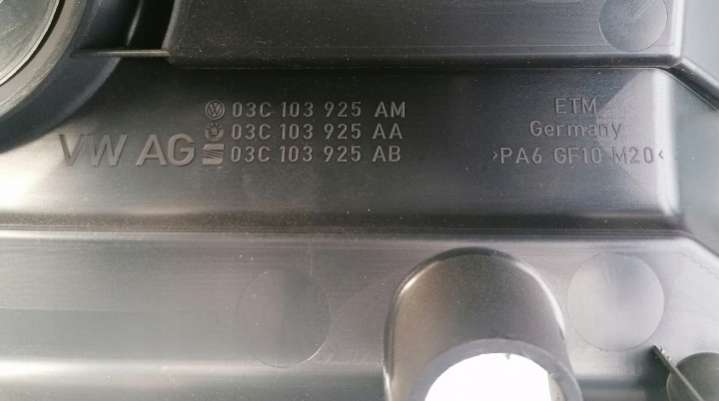 VW AG
03C 103 925 AM
03C 103 925 AA
03C 103 925 AB
ETM
Germany
>PA6 GF10 M20<